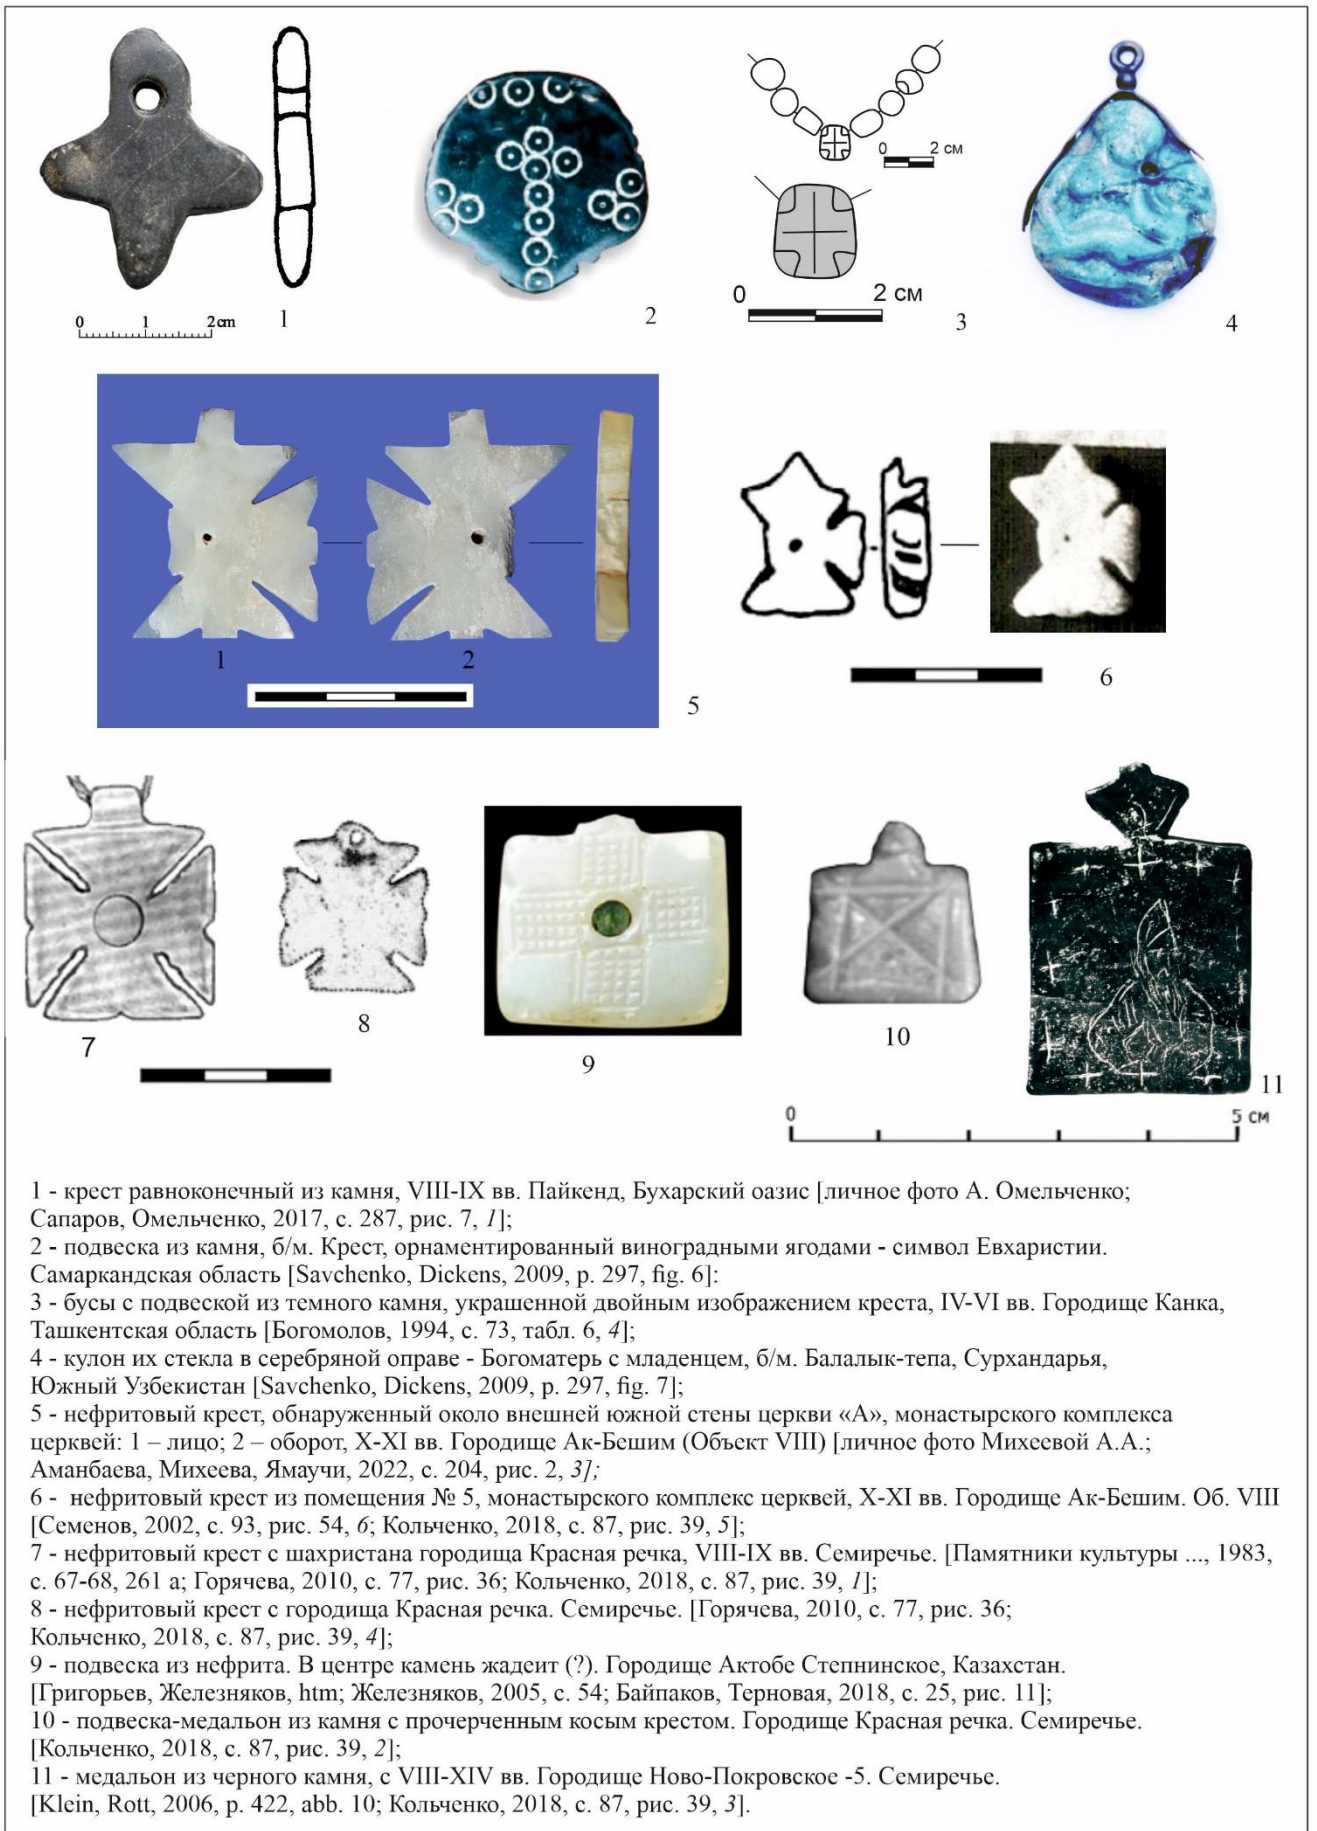 0 1 2cm
1
2
0 2 см
0 2 см
3
4
1
2
5
6
7
8
9
10
11
0 5 см
1 - крест равноконечный из камня, VIII-IX вв. Пайкенд, Бухарский оазис [личное фото А. Омельченко;
Сапаров, Омельченко, 2017, с. 287, рис. 7, 1];
2 - подвеска из камня, б/м. Крест, орнаментированный виноградными ягодами - символ Евхаристии.
Самаркандская область [Savchenko, Dickens, 2009, p. 297, fig. 6]:
3 - бусы с подвеской из темного камня, украшенной двойным изображением креста, IV-VI вв. Городище Канка,
Ташкентская область [Богомолов, 1994, с. 73, табл. 6, 4];
4 - кулон их стекла в серебряной оправе - Богоматерь с младенцем, б/м. Балалык-тепа, Сурхандарья,
Южный Узбекистан [Savchenko, Dickens, 2009, p. 297, fig. 7];
5 - нефритовый крест, обнаруженный около внешней южной стены церкви «А», монастырского комплекса
церквей: 1 – лицо; 2 – оборот, X-XI вв. Городище Ак-Бешим (Объект VIII) [личное фото Михеевой А.А.;
Аманбаева, Михеева, Ямаучи, 2022, с. 204, рис. 2, 3];
6 - нефритовый крест из помещения № 5, монастырского комплекс церквей, X-XI вв. Городище Ак-Бешим. Об. VIII
[Семенов, 2002, с. 93, рис. 54, 6; Кольченко, 2018, с. 87, рис. 39, 5];
7 - нефритовый крест с шахристана городища Красная речка, VIII-IX вв. Семиречье. [Памятники культуры ..., 1983,
с. 67-68, 261 а; Горячева, 2010, с. 77, рис. 36; Кольченко, 2018, с. 87, рис. 39, 1];
8 - нефритовый крест с городища Красная речка. Семиречье. [Горячева, 2010, с. 77, рис. 36;
Кольченко, 2018, с. 87, рис. 39, 4];
9 - подвеска из нефрита. В центре камень жадеит (?). Городище Актобе Степнинское, Казахстан.
[Григорьев, Железняков, htm; Железняков, 2005, с. 54; Байпаков, Терновая, 2018, с. 25, рис. 11];
10 - подвеска-медальон из камня с прочерченным косым крестом. Городище Красная речка. Семиречье.
[Кольченко, 2018, с. 87, рис. 39, 2];
11 - медальон из черного камня, с VIII-XIV вв. Городище Ново-Покровское -5. Семиречье.
[Klein, Rott, 2006, p. 422, abb. 10; Кольченко, 2018, с. 87, рис. 39, 3].